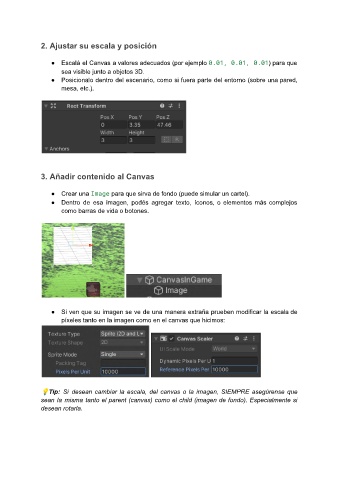 2. Ajustar su escala y posición
● Escalá el Canvas a valores adecuados (por ejemplo 0.01, 0.01, 0.01) para que
sea visible junto a objetos 3D.
● Posicionalo dentro del escenario, como si fuera parte del entorno (sobre una pared,
mesa, etc.).
Rect Transform
Pos X Pos Y Pos Z
0 3.35 -17.46
Width Height
3 3
Anchors
3. Añadir contenido al Canvas
● Crear una Image para que sirva de fondo (puede simular un cartel).
● Dentro de esa imagen, podés agregar texto, íconos, o elementos más complejos
como barras de vida o botones.
CanvasInGame
Image
● Si ven que su imagen se ve de una manera extraña prueben modificar la escala de
pixeles tanto en la imagen como en el canvas que hicimos:
Texture Type Sprite (2D and U
Texture Shape 2D
Sprite Mode Single
Packing Tag
Pixels Per Unit 10000
Canvas Scaler
UI Scale Mode World
Dynamic Pixels Per U 1
Reference Pixels Per 10000
💡Tip: Si desean cambiar la escala, del canvas o la imagen, SIEMPRE asegúrense que
sean la misma tanto el parent (canvas) como el child (imagen de fondo). Especialmente si
desean rotarla.